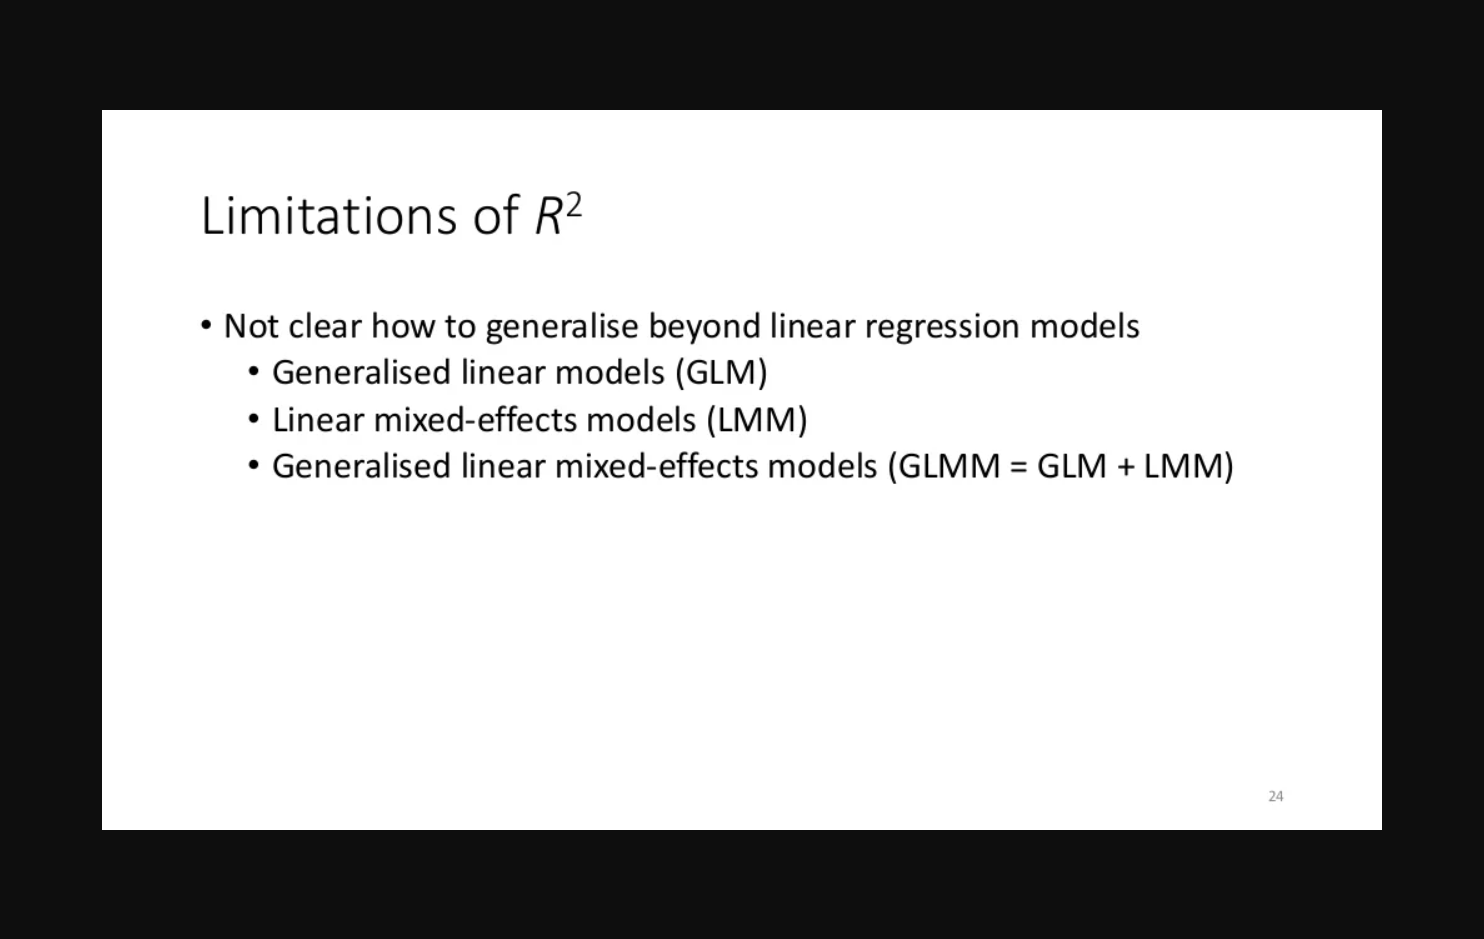 Limitations of R²
• Not clear how to generalise beyond linear regression models
• Generalised linear models (GLM)
• Linear mixed-effects models (LMM)
• Generalised linear mixed-effects models (GLMM = GLM + LMM)
24